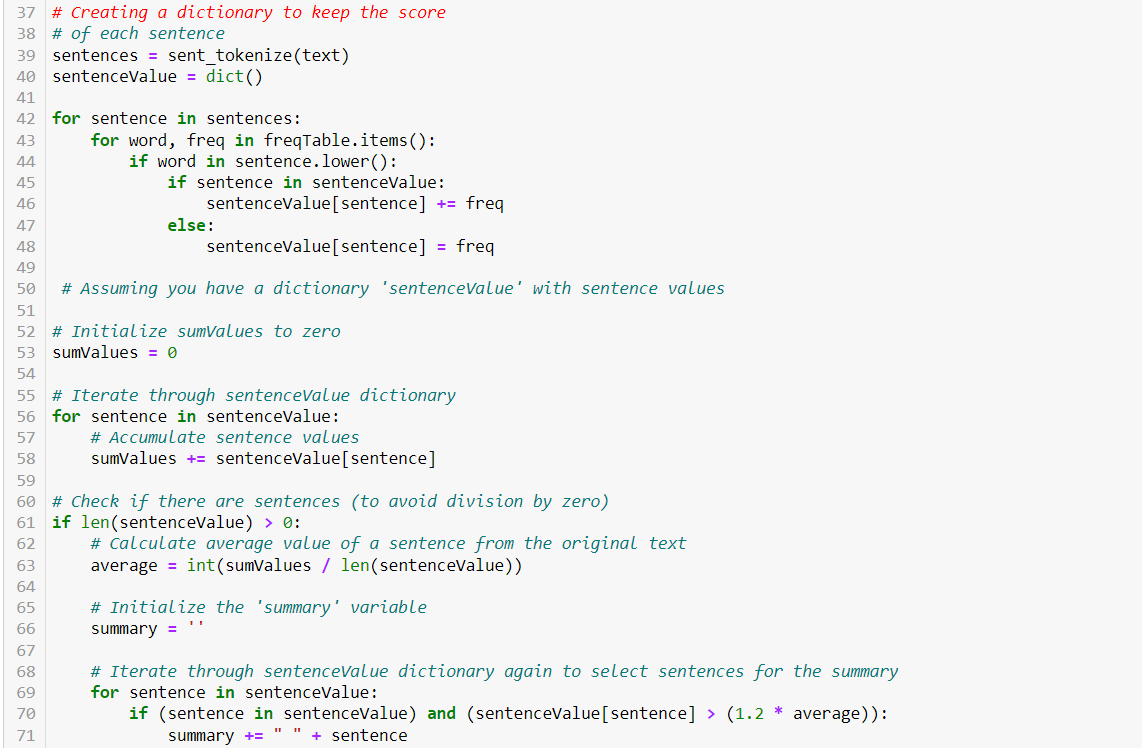 37 # Creating a dictionary to keep the score
38 # of each sentence
39 sentences = sent_tokenize(text)
40 sentenceValue = dict()
41
42 for sentence in sentences:
43     for word, freq in freqTable.items():
44         if word in sentence.lower():
45             if sentence in sentenceValue:
46                 sentenceValue[sentence] += freq
47             else:
48                 sentenceValue[sentence] = freq
49
50  # Assuming you have a dictionary 'sentenceValue' with sentence values
51
52 # Initialize sumValues to zero
53 sumValues = 0
54
55 # Iterate through sentenceValue dictionary
56 for sentence in sentenceValue:
57     # Accumulate sentence values
58     sumValues += sentenceValue[sentence]
59
60 # Check if there are sentences (to avoid division by zero)
61 if len(sentenceValue) > 0:
62     # Calculate average value of a sentence from the original text
63     average = int(sumValues / len(sentenceValue))
64
65     # Initialize the 'summary' variable
66     summary = ''
67
68     # Iterate through sentenceValue dictionary again to select sentences for the summary
69     for sentence in sentenceValue:
70         if (sentence in sentenceValue) and (sentenceValue[sentence] > (1.2 * average)):
71             summary += " " + sentence